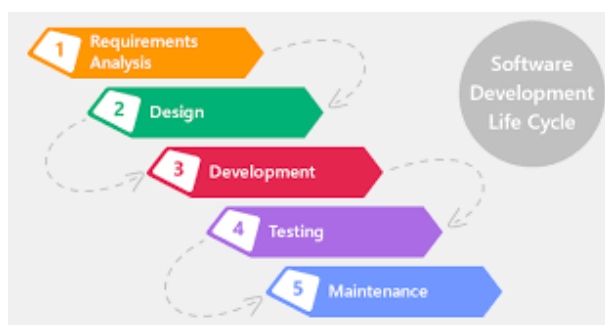 1
Requirements
Analysis
Software
Development
Life Cycle
2
Design
3
Development
4
Testing
5
Maintenance